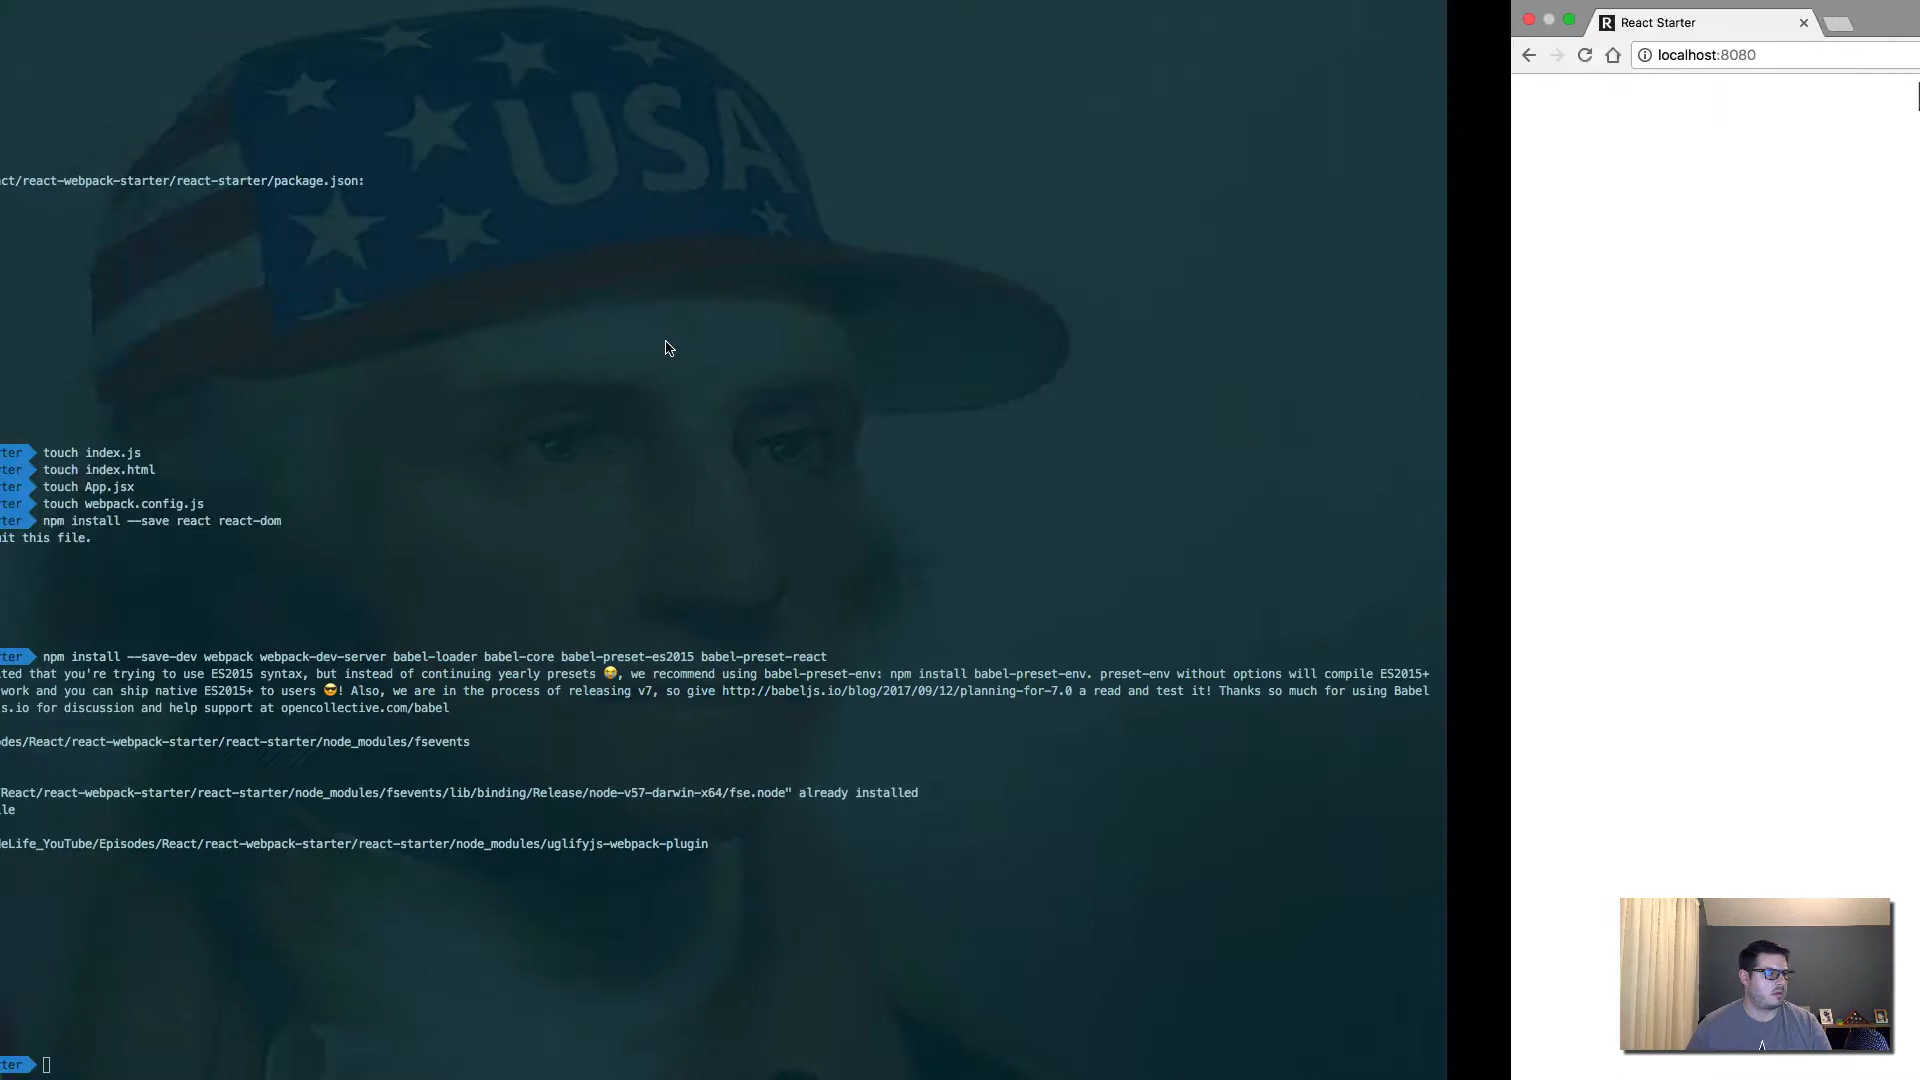 React Starter
localhost:8080
USA
ct/react-webpack-starter/react-starter/package.json:
rter touch index.js
rter touch index.html
rter touch App.jsx
rter touch webpack.config.js
rter npm install --save react react-dom
it this file.
rter npm install --save-dev webpack webpack-dev-server babel-loader babel-core babel-preset-es2015 babel-preset-react
ted that you're trying to use ES2015 syntax, but instead of continuing yearly presets 😭, we recommend using babel-preset-env: npm install babel-preset-env. preset-env without options will compile ES2015+
work and you can ship native ES2015+ to users 😎! Also, we are in the process of releasing v7, so give http://babeljs.io/blog/2017/09/12/planning-for-7.0 a read and test it! Thanks so much for using Babel
s.io for discussion and help support at opencollective.com/babel
des/React/react-webpack-starter/react-starter/node_modules/fsevents
/React/react-webpack-starter/react-starter/node_modules/fsevents/lib/binding/Release/node-v57-darwin-x64/fse.node" already installed
le
eLife_YouTube/Episodes/React/react-webpack-starter/react-starter/node_modules/uglifyjs-webpack-plugin
rter